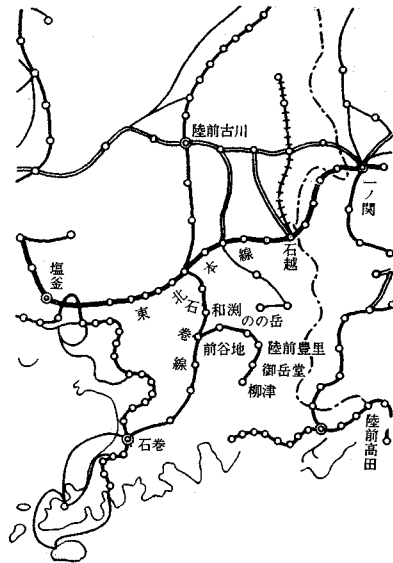 陸前古川
一ノ関
石越
塩釜
東北本線
石巻線
和渕
のの岳
前谷地
陸前豊里
御岳堂
柳津
石巻
陸前高田